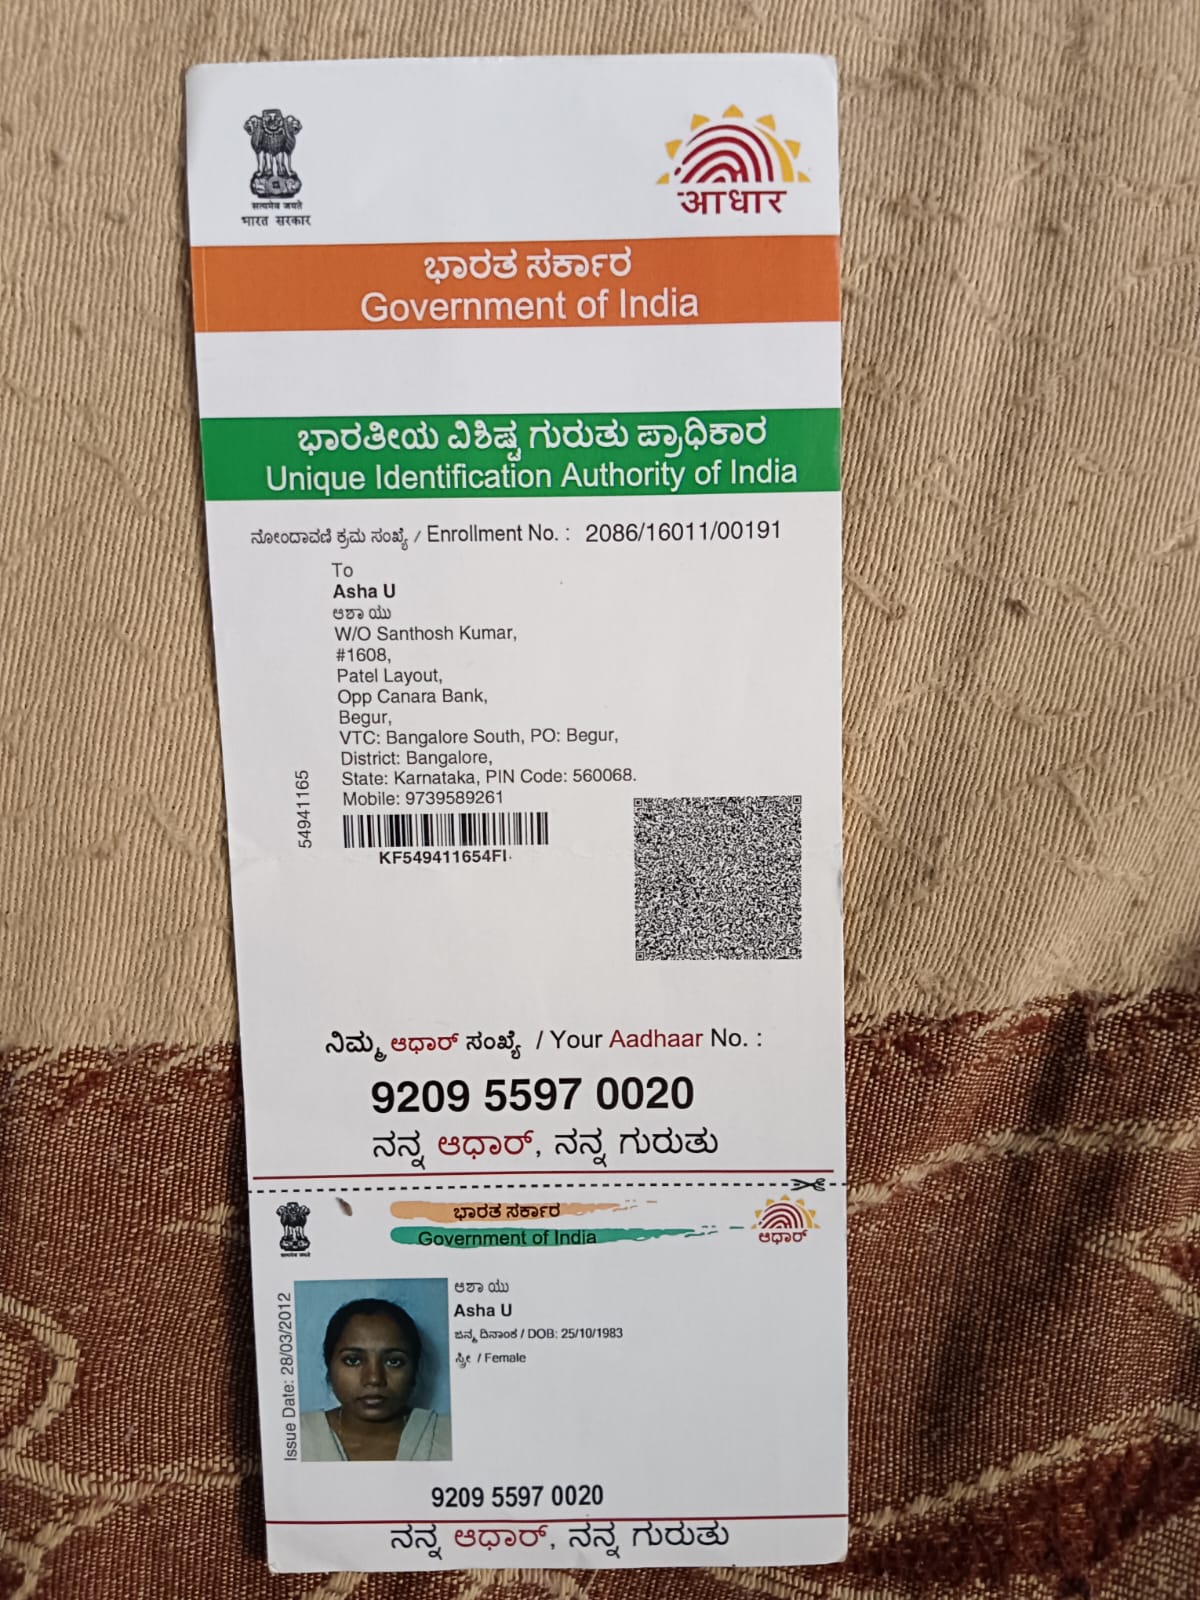 सत्यमेव जयते
भारत सरकार
आधार
ಭಾರತ ಸರ್ಕಾರ
Government of India
ಭಾರತೀಯ ವಿಶಿಷ್ಟ ಗುರುತು ಪ್ರಾಧಿಕಾರ
Unique Identification Authority of India
ನೋಂದಾವಣಿ ಕ್ರಮ ಸಂಖ್ಯೆ / Enrollment No. : 2086/16011/00191
To
Asha U
ಆಶಾ ಯು
W/O Santhosh Kumar,
#1608,
Patel Layout,
Opp Canara Bank,
Begur,
VTC: Bangalore South, PO: Begur,
District: Bangalore,
State: Karnataka, PIN Code: 560068.
Mobile: 9739589261
54941165
KF549411654FI
ನಿಮ್ಮ ಆಧಾರ್ ಸಂಖ್ಯೆ / Your Aadhaar No. :
9209 5597 0020
ನನ್ನ ಆಧಾರ್, ನನ್ನ ಗುರುತು
ಭಾರತ ಸರ್ಕಾರ
Government of India
सत्यमेव जयते
ಆಧಾರ್
Issue Date: 28/03/2012
ಆಶಾ ಯು
Asha U
ಜನ್ಮ ದಿನಾಂಕ / DOB: 25/10/1983
ಸ್ತ್ರೀ / Female
9209 5597 0020
ನನ್ನ ಆಧಾರ್, ನನ್ನ ಗುರುತು